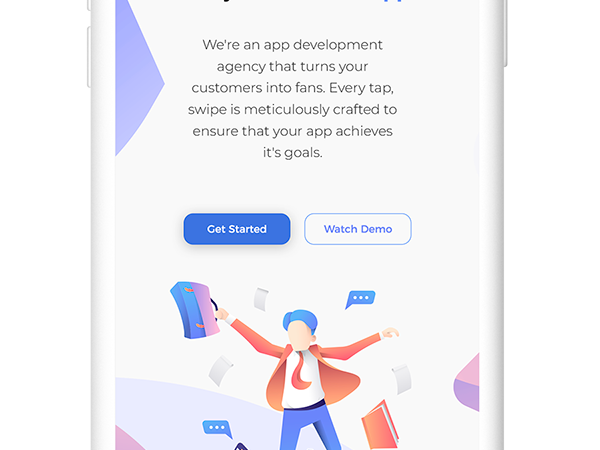 We're an app development
agency that turns your
customers into fans. Every tap,
swipe is meticulously crafted to
ensure that your app achieves
it's goals.
Get Started
Watch Demo